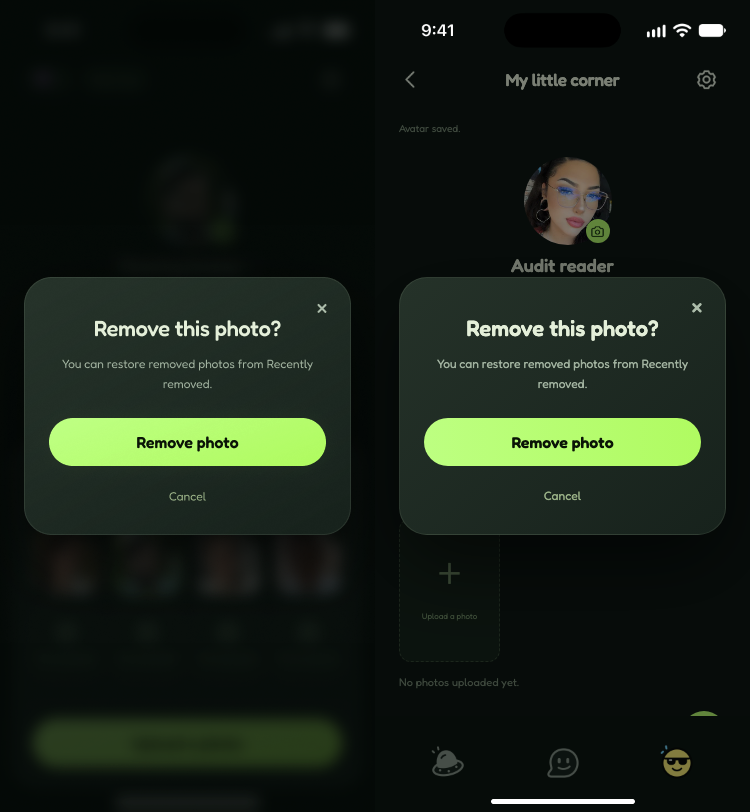 Remove this photo?
You can restore removed photos from Recently
removed.
Remove photo
Cancel
9:41
My little corner
Avatar saved.
Audit reader
Remove this photo?
You can restore removed photos from Recently
removed.
Remove photo
Cancel
Upload a photo
No photos uploaded yet.